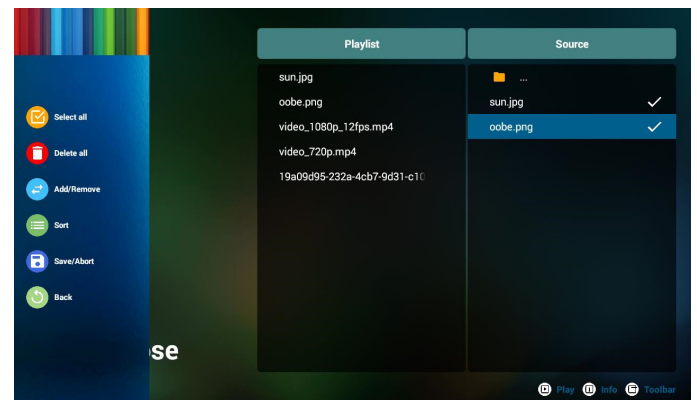 Select all
Delete all
Add/Remove
Sort
Save/Abort
Back
se
Playlist
sun.jpg
oobe.png
video_1080p_12fps.mp4
video_720p.mp4
19a09d95-232a-4cb7-9d31-c10
Source
...
sun.jpg
oobe.png
Play Info Toolbar